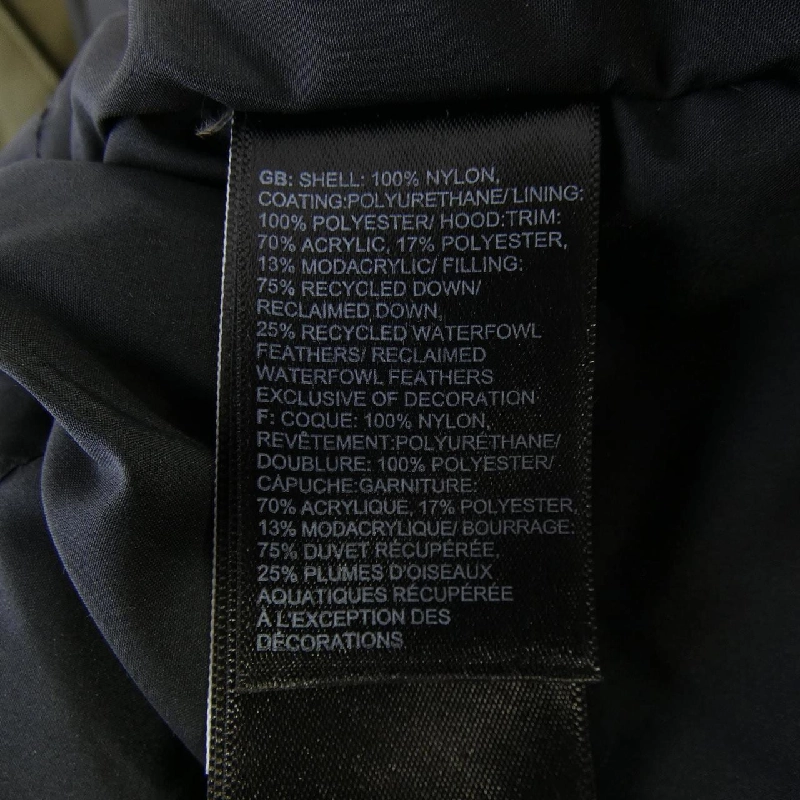 GB: SHELL: 100% NYLON,
COATING:POLYURETHANE/ LINING:
100% POLYESTER/ HOOD:TRIM:
70% ACRYLIC, 17% POLYESTER,
13% MODACRYLIC/ FILLING:
75% RECYCLED DOWN/
RECLAIMED DOWN,
25% RECYCLED WATERFOWL
FEATHERS/ RECLAIMED
WATERFOWL FEATHERS
EXCLUSIVE OF DECORATION
F: COQUE: 100% NYLON,
REVÊTEMENT:POLYURÉTHANE/
DOUBLURE: 100% POLYESTER/
CAPUCHE:GARNITURE:
70% ACRYLIQUE, 17% POLYESTER,
13% MODACRYLIQUE/ BOURRAGE:
75% DUVET RÉCUPÉRÉE,
25% PLUMES D'OISEAUX
AQUATIQUES RÉCUPÉRÉE
À L'EXCEPTION DES
DÉCORATIONS